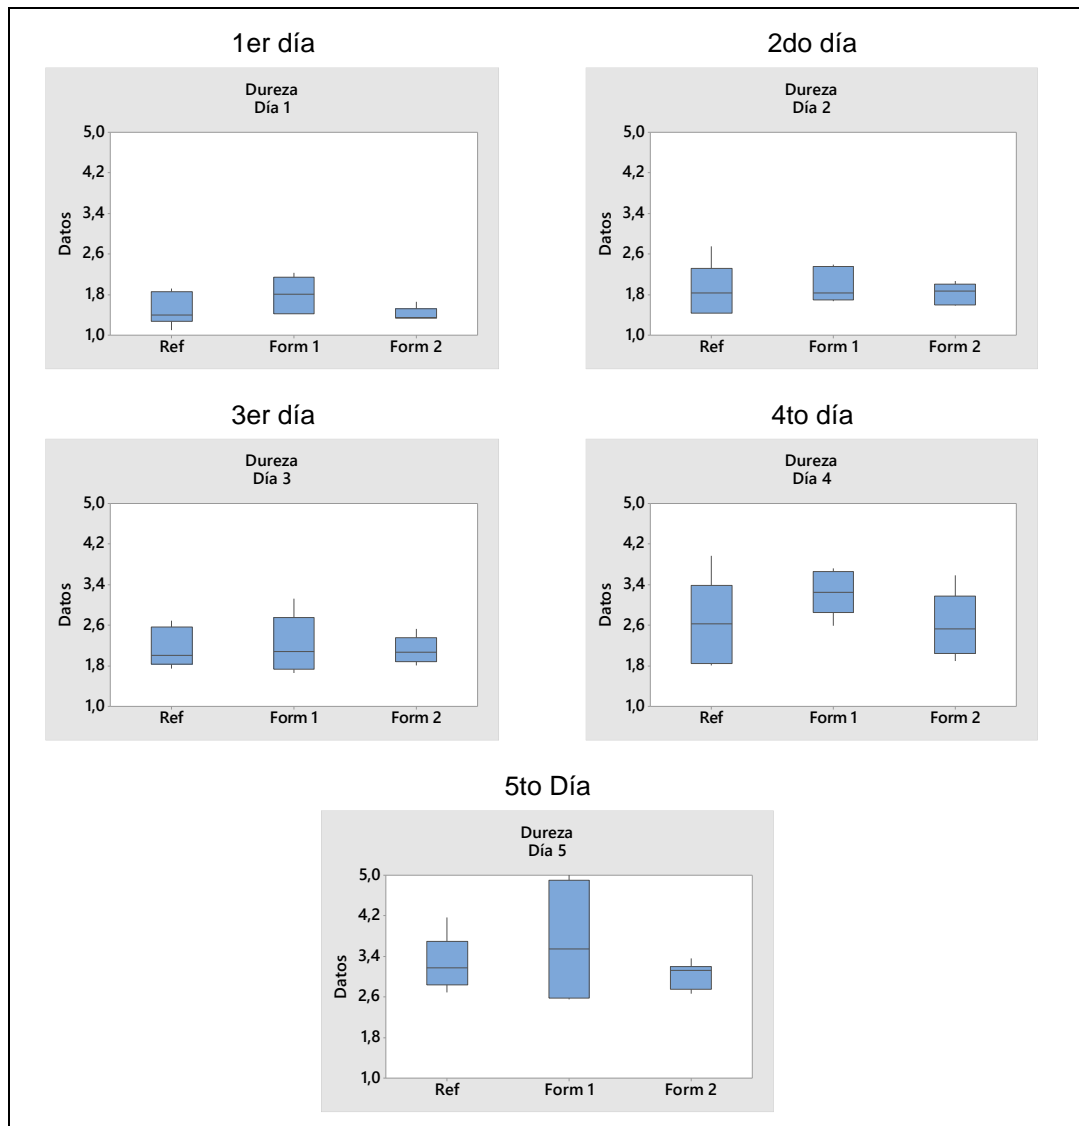 1er día
Dureza
Día 1
5,0
4,2
3,4
2,6
1,8
1,0
Datos
Ref Form 1 Form 2
2do día
Dureza
Día 2
5,0
4,2
3,4
2,6
1,8
1,0
Datos
Ref Form 1 Form 2
3er día
Dureza
Día 3
5,0
4,2
3,4
2,6
1,8
1,0
Datos
Ref Form 1 Form 2
4to día
Dureza
Día 4
5,0
4,2
3,4
2,6
1,8
1,0
Datos
Ref Form 1 Form 2
5to Día
Dureza
Día 5
5,0
4,2
3,4
2,6
1,8
1,0
Datos
Ref Form 1 Form 2